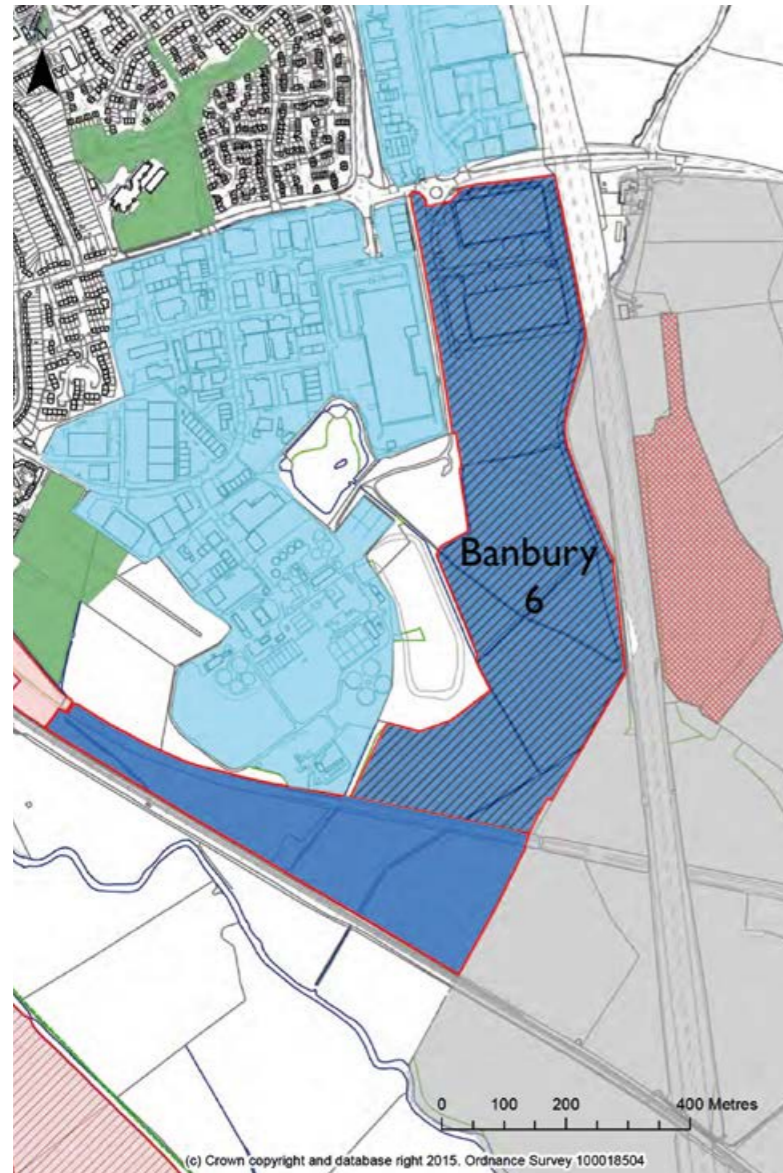 Banbury
6
0 100 200 400 Metres
(c) Crown copyright and database right 2015. Ordnance Survey 100018504